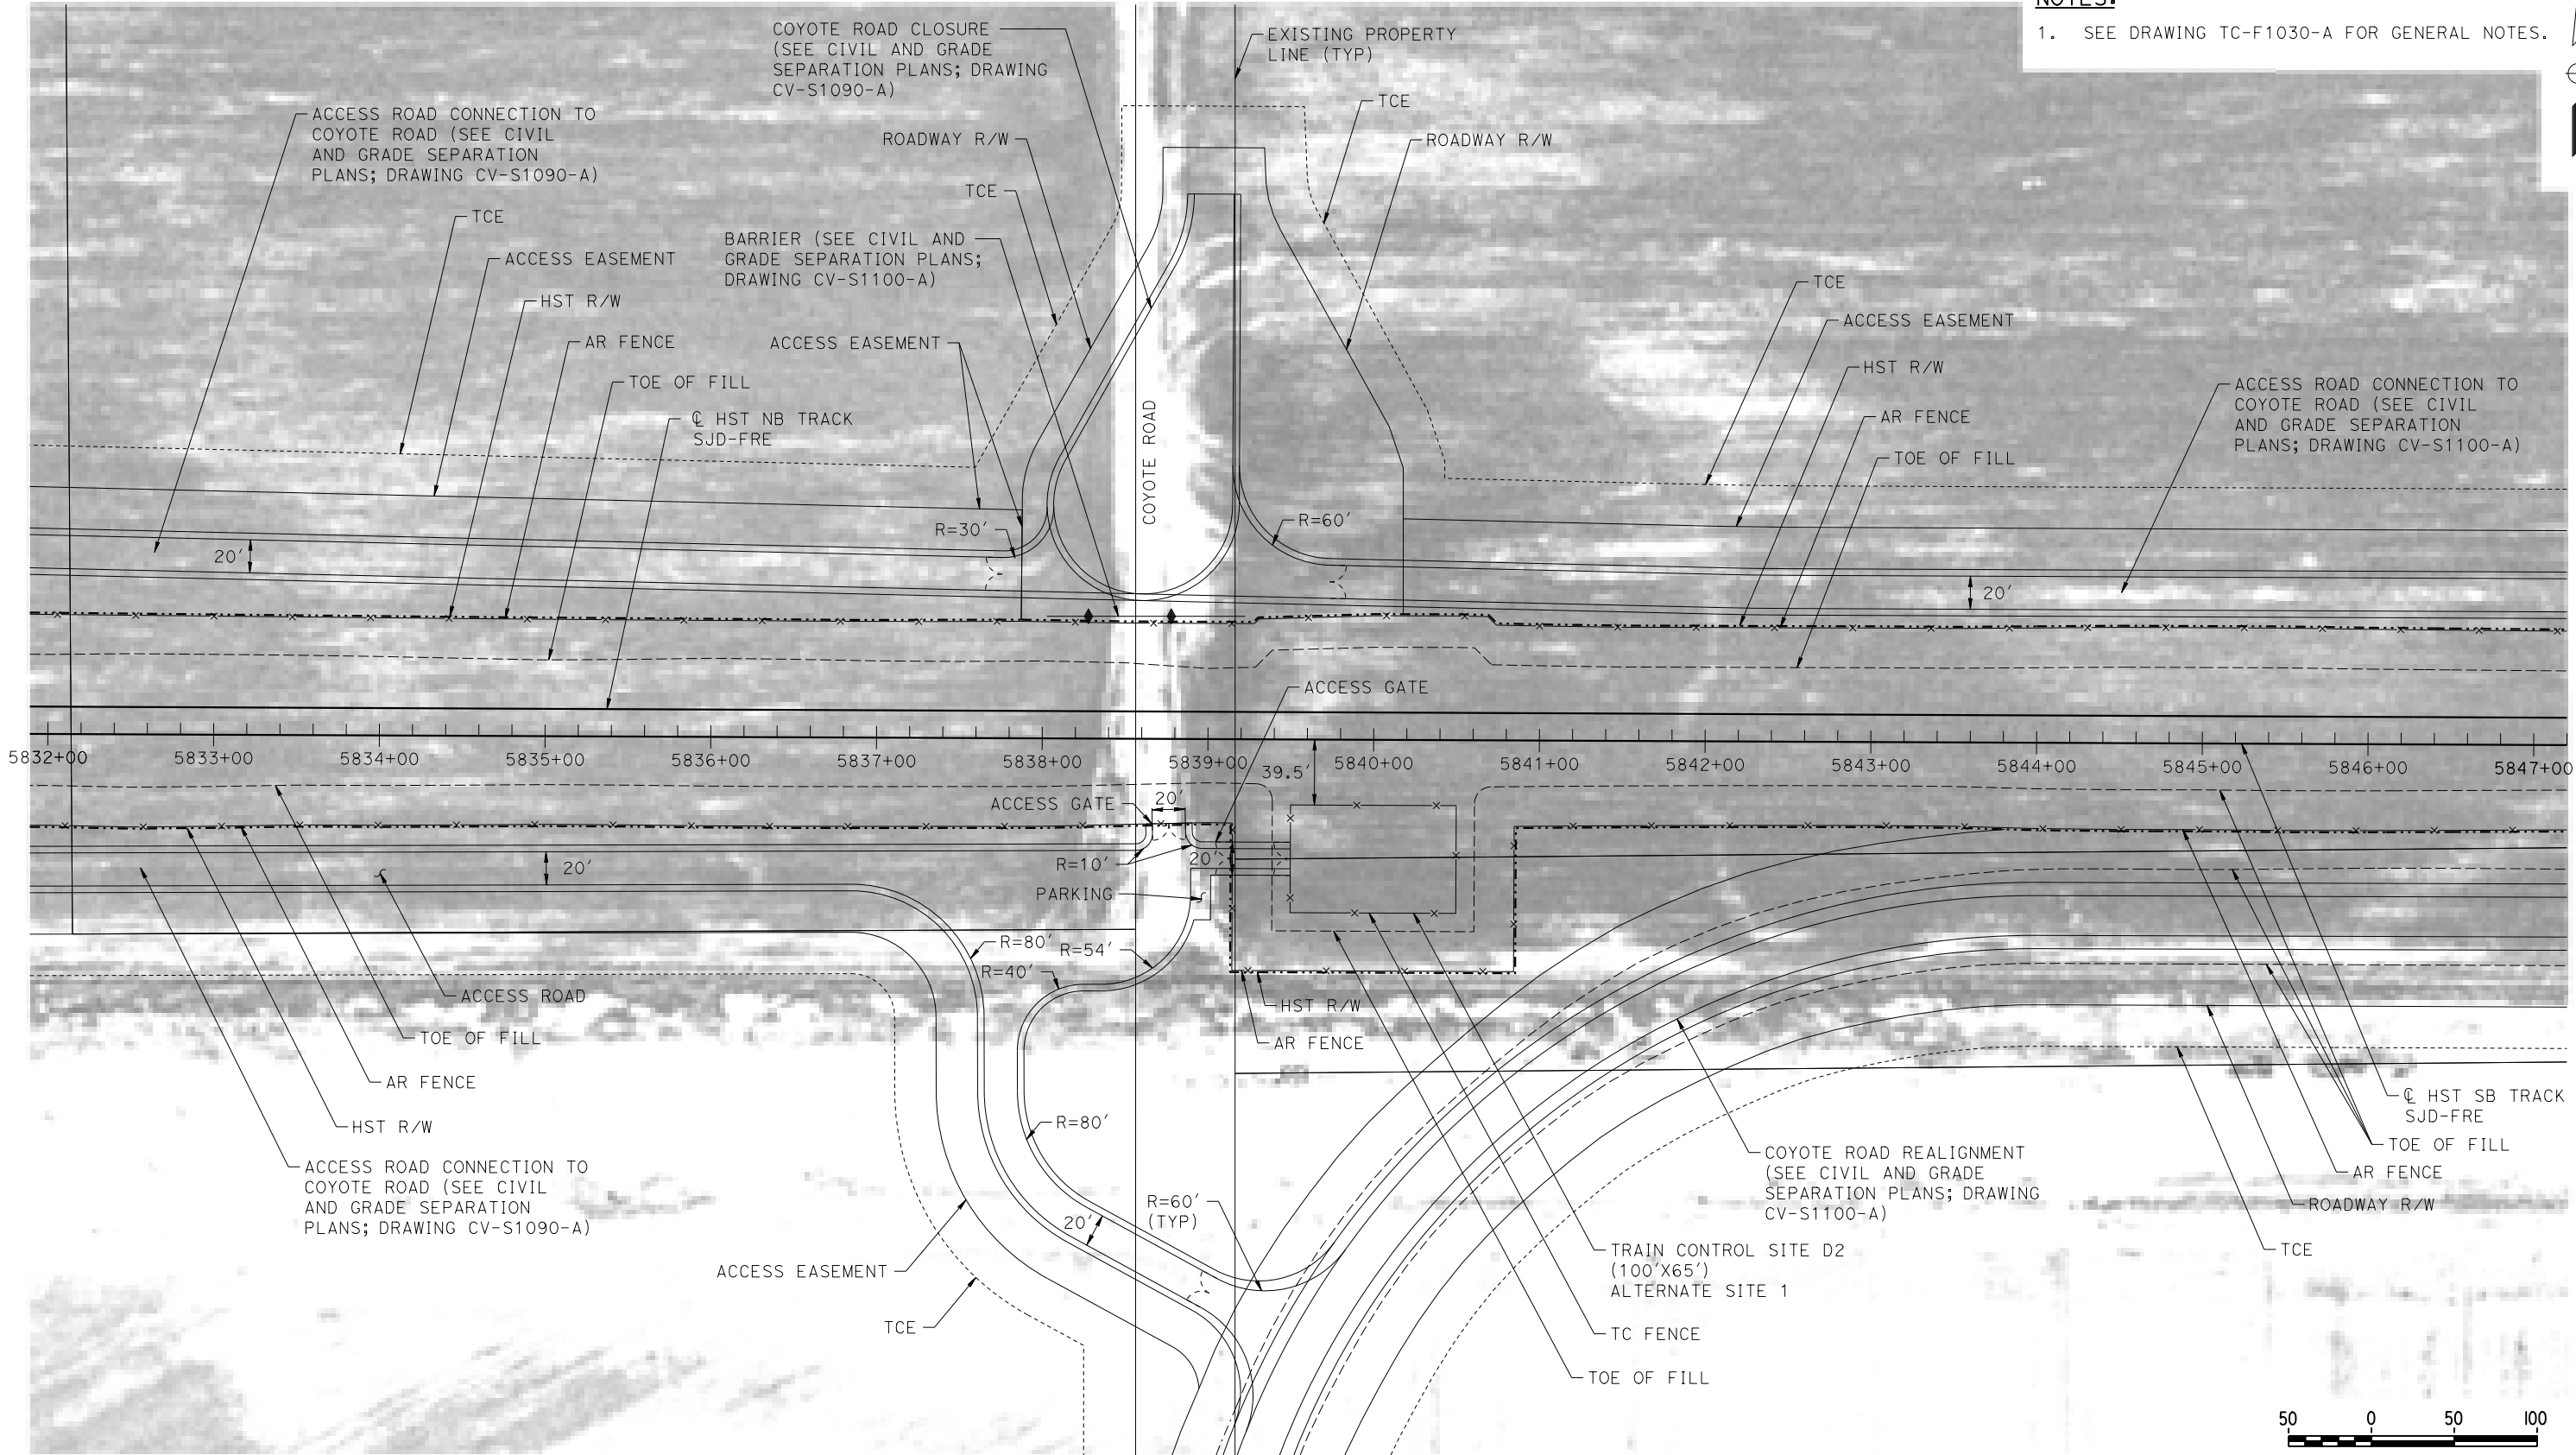 NOTES:
1. SEE DRAWING TC-F1030-A FOR GENERAL NOTES.
COYOTE ROAD CLOSURE
(SEE CIVIL AND GRADE
SEPARATION PLANS; DRAWING
CV-S1090-A)
EXISTING PROPERTY
LINE (TYP)
TCE
ROADWAY R/W
ACCESS ROAD CONNECTION TO
COYOTE ROAD (SEE CIVIL
AND GRADE SEPARATION
PLANS; DRAWING CV-S1090-A)
ROADWAY R/W
TCE
TCE
BARRIER (SEE CIVIL AND
GRADE SEPARATION PLANS;
DRAWING CV-S1100-A)
ACCESS EASEMENT
HST R/W
AR FENCE
ACCESS EASEMENT
TOE OF FILL
℄ HST NB TRACK
SJD-FRE
COYOTE ROAD
TCE
ACCESS EASEMENT
HST R/W
AR FENCE
TOE OF FILL
ACCESS ROAD CONNECTION TO
COYOTE ROAD (SEE CIVIL
AND GRADE SEPARATION
PLANS; DRAWING CV-S1100-A)
R=30'
R=60'
20'
20'
ACCESS GATE
5832+00
5833+00
5834+00
5835+00
5836+00
5837+00
5838+00
5839+00
5840+00
5841+00
5842+00
5843+00
5844+00
5845+00
5846+00
5847+00
39.5'
ACCESS GATE
20'
R=10'
20'
20'
PARKING
R=80'
R=54'
R=40'
ACCESS ROAD
TOE OF FILL
AR FENCE
HST R/W
ACCESS ROAD CONNECTION TO
COYOTE ROAD (SEE CIVIL
AND GRADE SEPARATION
PLANS; DRAWING CV-S1090-A)
HST R/W
AR FENCE
R=80'
R=60'
(TYP)
20'
ACCESS EASEMENT
TCE
COYOTE ROAD REALIGNMENT
(SEE CIVIL AND GRADE
SEPARATION PLANS; DRAWING
CV-S1100-A)
TRAIN CONTROL SITE D2
(100'X65')
ALTERNATE SITE 1
TC FENCE
TOE OF FILL
℄ HST SB TRACK
SJD-FRE
TOE OF FILL
AR FENCE
ROADWAY R/W
TCE
50 0 50 100